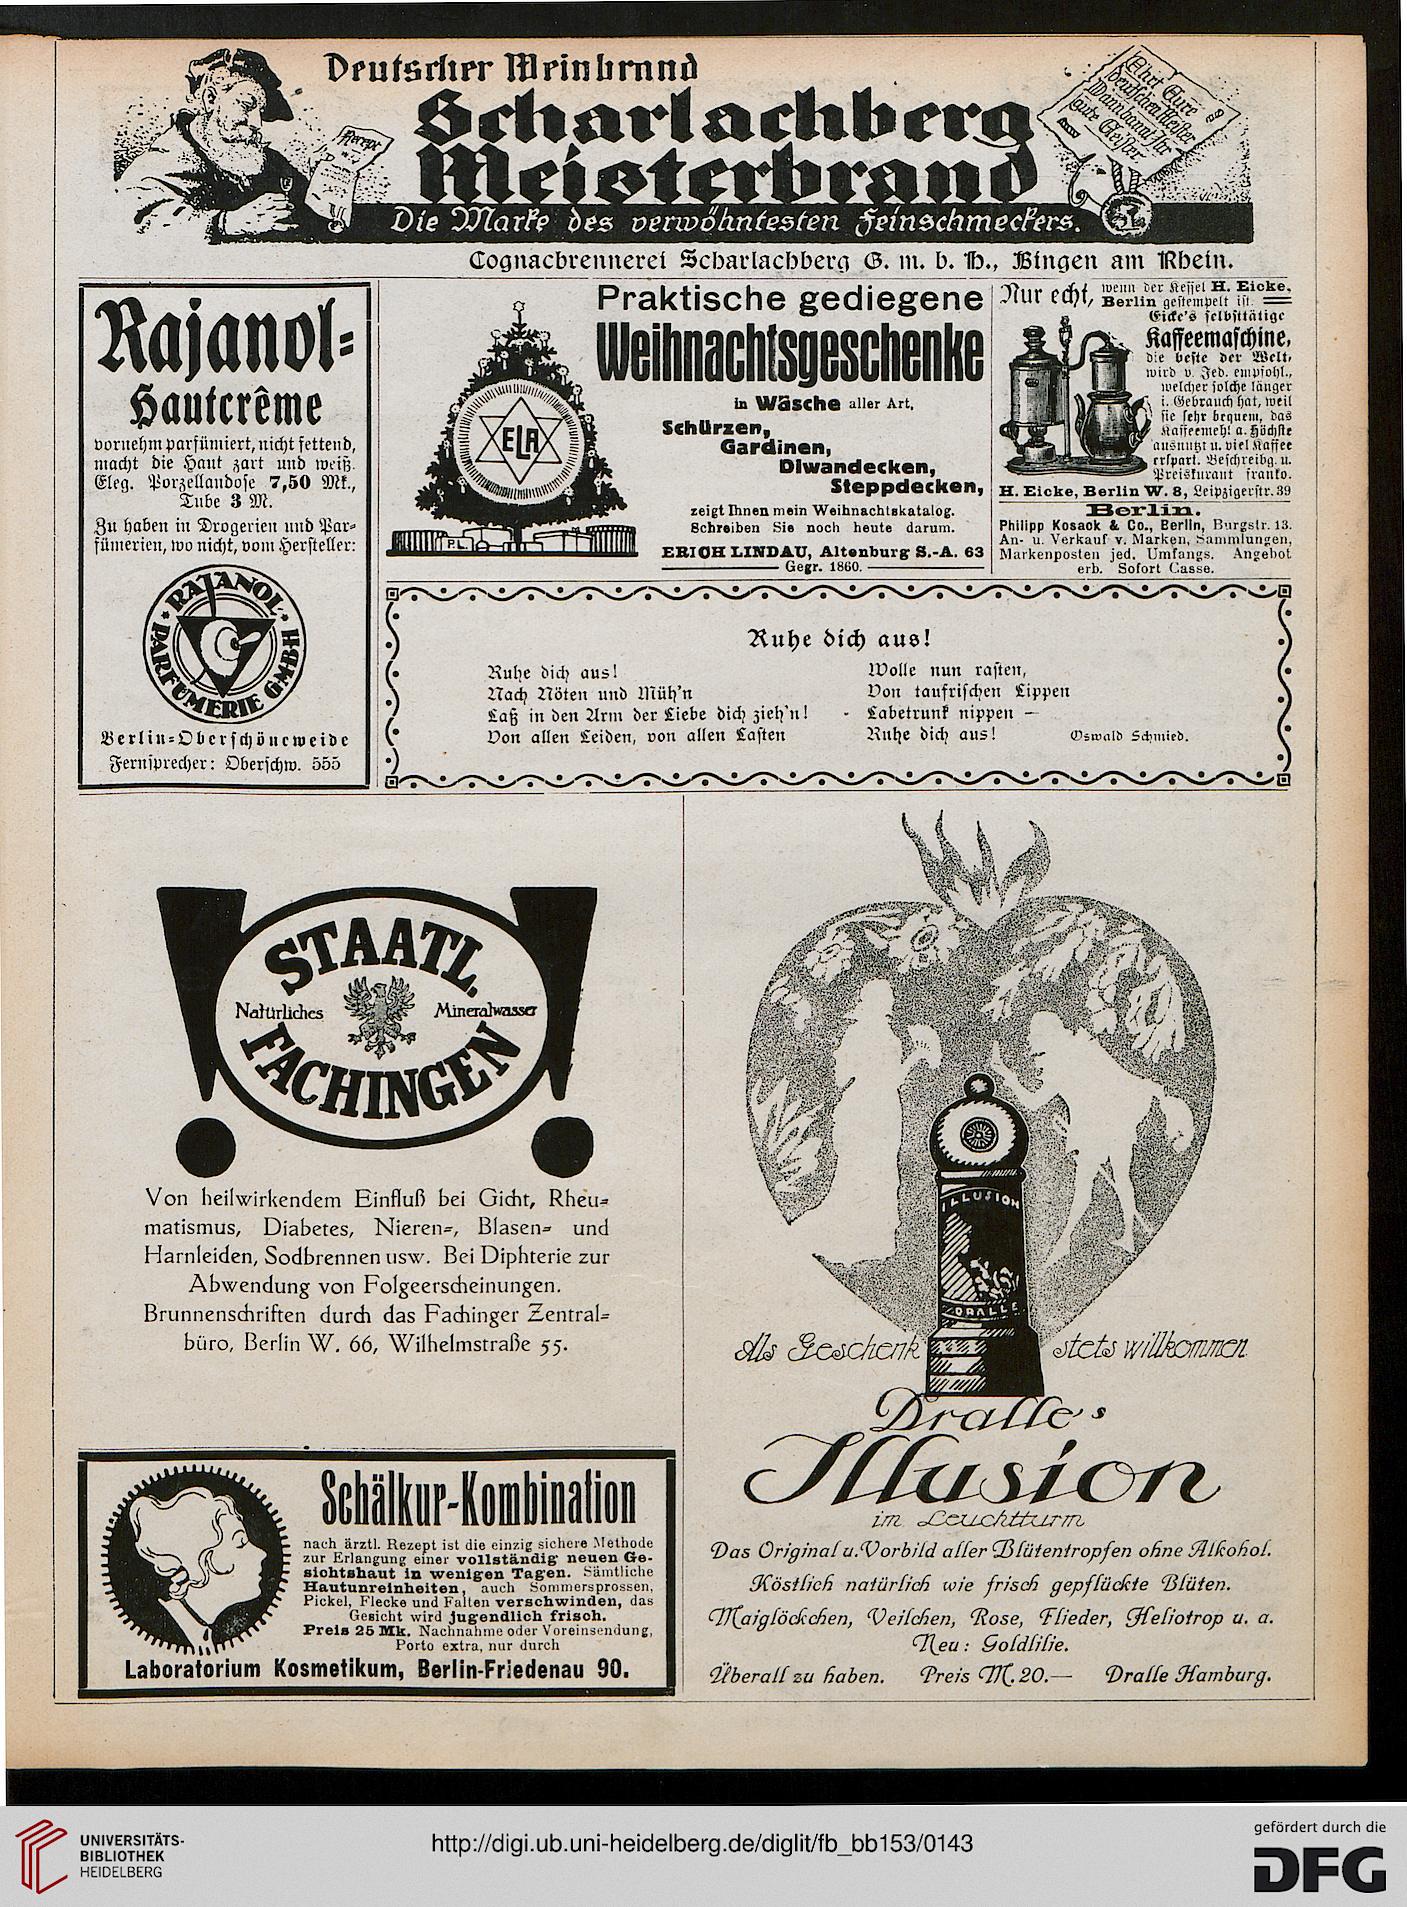 Deutscher Weinbrand
Scharlachberg
Meisterbrand
Die Marke des verwöhntesten Feinschmeckers.
Recept
Ehrt Eure
deutschen Meister
Dann bannt Ihr
gute Geister
Cognacbrennerei Scharlachberg G. m. b. H., Bingen am Rhein.
Rajanol-
Hautcrême
vornehm parfümiert, nicht fettend,
macht die Haut zart und weiß.
Eleg. Porzellandose 7,50 Mk.,
Tube 3 M.
Zu haben in Drogerien und Par-
fümerien, wo nicht, vom Hersteller:
RAJANOL
PARFÜMERIE GMBH
Berlin-Oberschöneweide
Fernsprecher: Oberschw. 555
Praktische gediegene
Weihnachtsgeschenke
in Wäsche aller Art,
Schürzen,
Gardinen,
Diwandecken,
Steppdecken,
zeigt Ihnen mein Weihnachtskatalog.
Schreiben Sie noch heute darum.
ERICH LINDAU, Altenburg S.-A. 63
Gegr. 1860.
ELA
P.L.
Nur echt, wenn der Kessel H. Eicke,
Berlin gestempelt ist.
Eicke's selbsttätige
Kaffeemaschine,
die beste der Welt,
wird v. Jed. empfohl.,
welcher solche länger
i. Gebrauch hat, weil
sie sehr bequem, das
Kaffeemehl a. Höchste
ausnutzt u. viel Kaffee
erspart. Beschreibg. u.
Preiskurant franko.
H. Eicke, Berlin W. 8, Leipzigerstr. 39
Berlin.
Philipp Kosack & Co., Berlin, Burgstr. 13.
An- u. Verkauf v. Marken, Sammlungen,
Markenposten jed. Umfangs. Angebot
erb. Sofort Casse.
Ruhe dich aus!
Ruhe dich aus!
Nach Nöten und Müh'n
Laß in den Arm der Liebe dich zieh'n!
Von allen Leiden, von allen Lasten
Wolle nun rasten,
Von taufrischen Lippen
Labetrunk nippen —
Ruhe dich aus!
Oswald Schmied.
STAATL.
Natürliches Mineralwasser
FACHINGEN
Von heilwirkendem Einfluß bei Gicht, Rheu-
matismus, Diabetes, Nieren-, Blasen- und
Harnleiden, Sodbrennen usw. Bei Diphterie zur
Abwendung von Folgeerscheinungen.
Brunnenschriften durch das Fachinger Zentral-
büro, Berlin W. 66, Wilhelmstraße 55.
Schälkur-Kombination
nach ärztl. Rezept ist die einzig sichere Methode
zur Erlangung einer vollständig neuen Ge-
sichtshaut in wenigen Tagen. Sämtliche
Hautunreinheiten, auch Sommersprossen,
Pickel, Flecke und Falten verschwinden, das
Gesicht wird jugendlich frisch.
Preis 25 Mk. Nachnahme oder Voreinsendung,
Porto extra, nur durch
Laboratorium Kosmetikum, Berlin-Friedenau 90.
ILLUSION
DRALLE
Als Geschenk stets willkommen
Dralle's
Illusion
im Leuchtturm
Das Original u. Vorbild aller Blütentropfen ohne Alkohol.
Köstlich natürlich wie frisch gepflückte Blüten.
Maiglöckchen, Veilchen, Rose, Flieder, Heliotrop u. a.
Neu: Goldlilie.
Überall zu haben. Preis M. 20.— Dralle Hamburg.
UNIVERSITÄTS-
BIBLIOTHEK
HEIDELBERG
http://digi.ub.uni-heidelberg.de/diglit/fb_bb153/0143
gefördert durch die
DFG